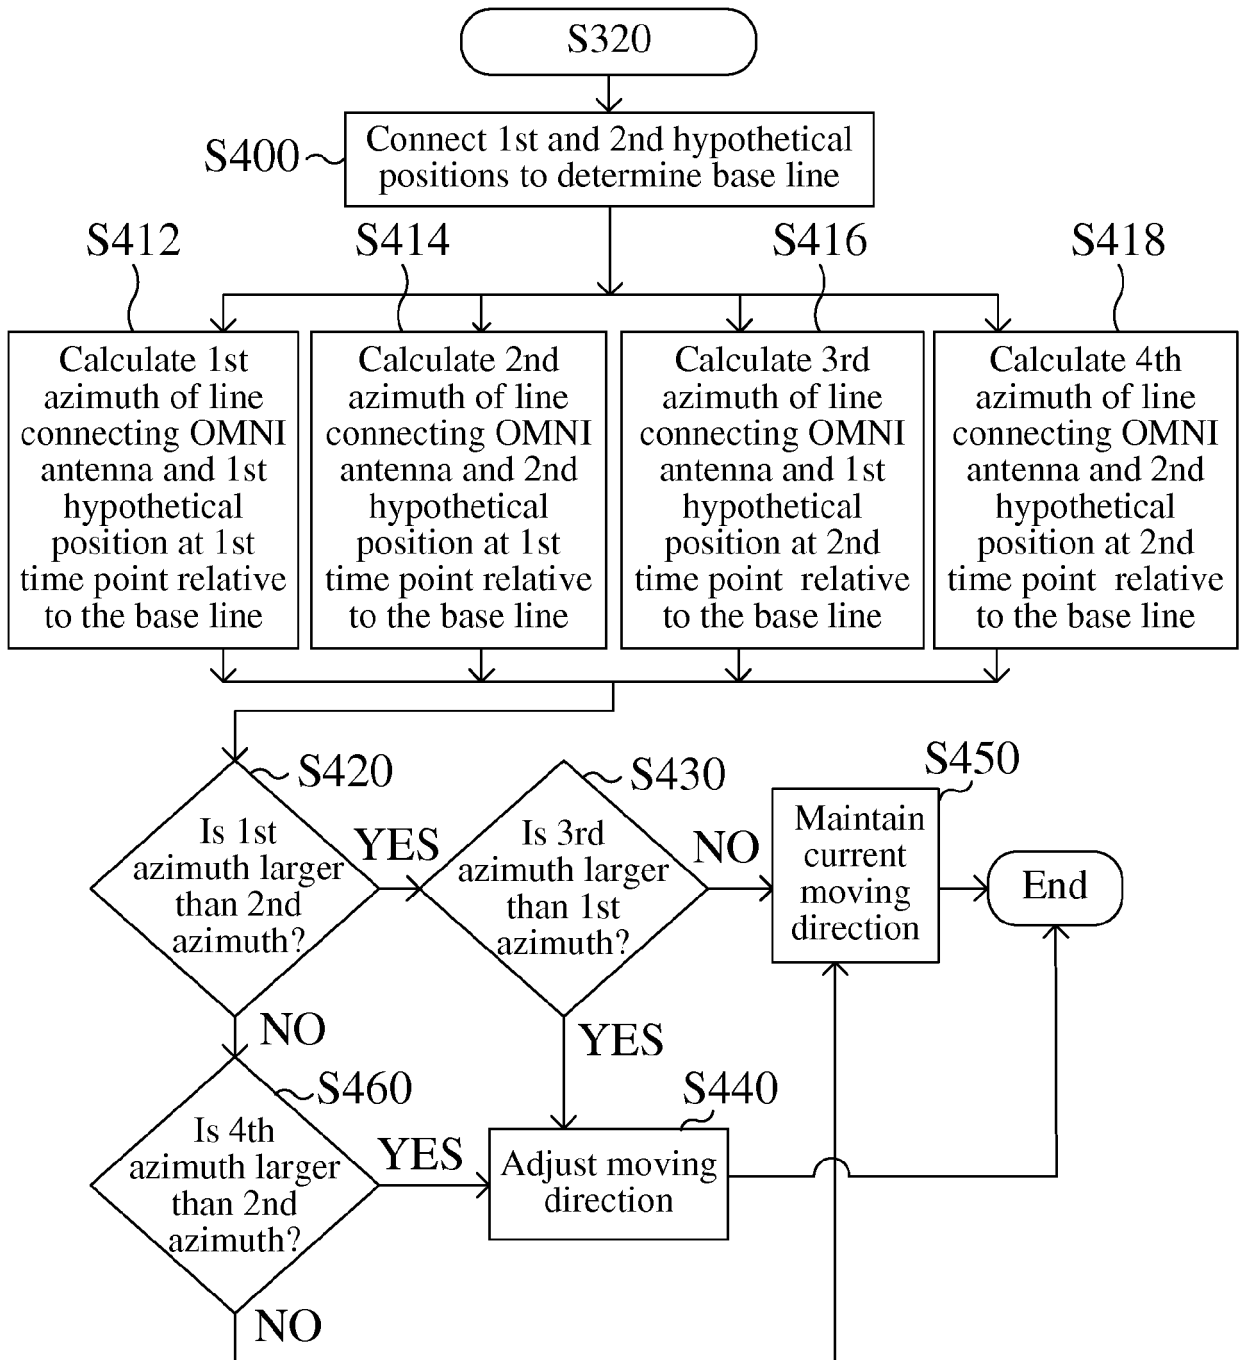 S320
S400
Connect 1st and 2nd hypothetical
positions to determine base line
S412
S414
S416
S418
Calculate 1st
azimuth of line
connecting OMNI
antenna and 1st
hypothetical
position at 1st
time point relative
to the base line
Calculate 2nd
azimuth of line
connecting OMNI
antenna and 2nd
hypothetical
position at 1st
time point relative
to the base line
Calculate 3rd
azimuth of line
connecting OMNI
antenna and 1st
hypothetical
position at 2nd
time point relative
to the base line
Calculate 4th
azimuth of line
connecting OMNI
antenna and 2nd
hypothetical
position at 2nd
time point relative
to the base line
S420
Is 1st
azimuth larger
than 2nd
azimuth?
YES
NO
S430
Is 3rd
azimuth larger
than 1st
azimuth?
NO
YES
S450
Maintain
current
moving
direction
End
S460
Is 4th
azimuth larger
than 2nd
azimuth?
YES
NO
S440
Adjust moving
direction